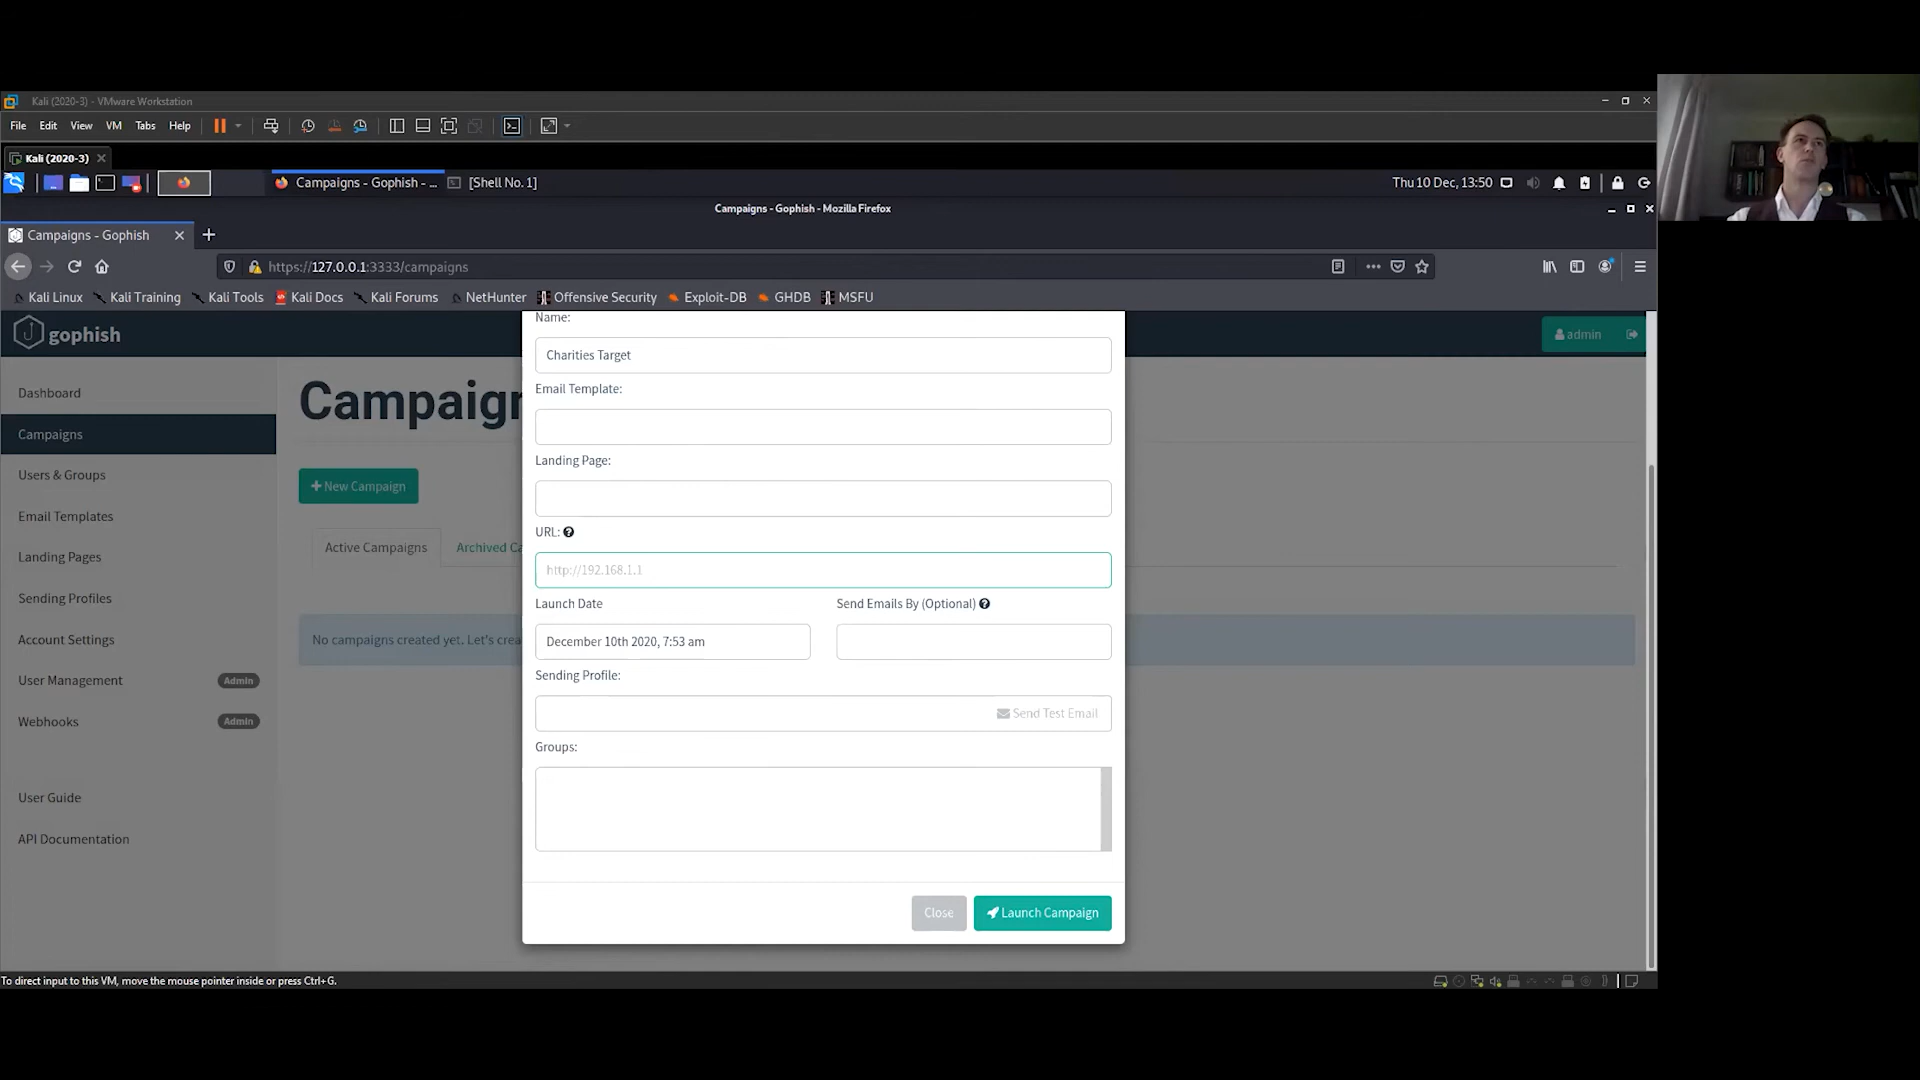 Kali (2020-3) - VMware Workstation
File Edit View VM Tabs Help
Kali (2020-3)
Campaigns - Gophish - ... [Shell No. 1] Thu 10 Dec, 13:50
Campaigns - Gophish - Mozilla Firefox
Campaigns - Gophish
https://127.0.0.1:3333/campaigns
Kali Linux Kali Training Kali Tools Kali Docs Kali Forums NetHunter Offensive Security Exploit-DB GHDB MSFU
gophish admin
Dashboard
Campaigns
Users & Groups
Email Templates
Landing Pages
Sending Profiles
Account Settings
User Management Admin
Webhooks Admin
User Guide
API Documentation
Campaign
New Campaign
Active Campaigns Archived Ca
No campaigns created yet. Let's crea
Name:
Charities Target
Email Template:
Landing Page:
URL:
http://192.168.1.1
Launch Date Send Emails By (Optional)
December 10th 2020, 7:53 am
Sending Profile:
Send Test Email
Groups:
Close Launch Campaign
To direct input to this VM, move the mouse pointer inside or press Ctrl+G.